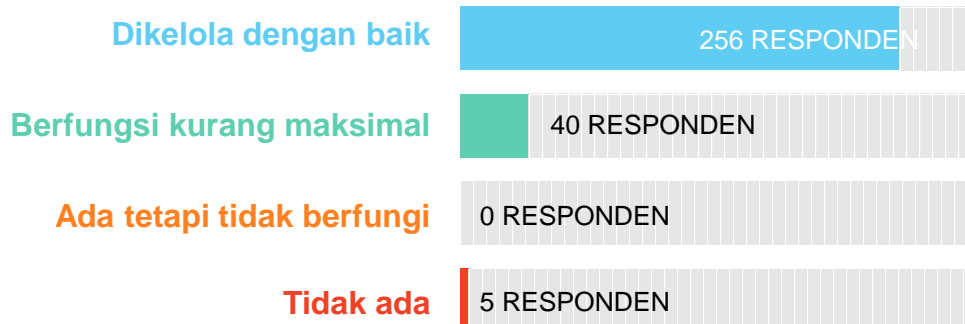 Dikelola dengan baik
256 RESPONDEN
Berfungsi kurang maksimal
40 RESPONDEN
Ada tetapi tidak berfungi
0 RESPONDEN
Tidak ada
5 RESPONDEN